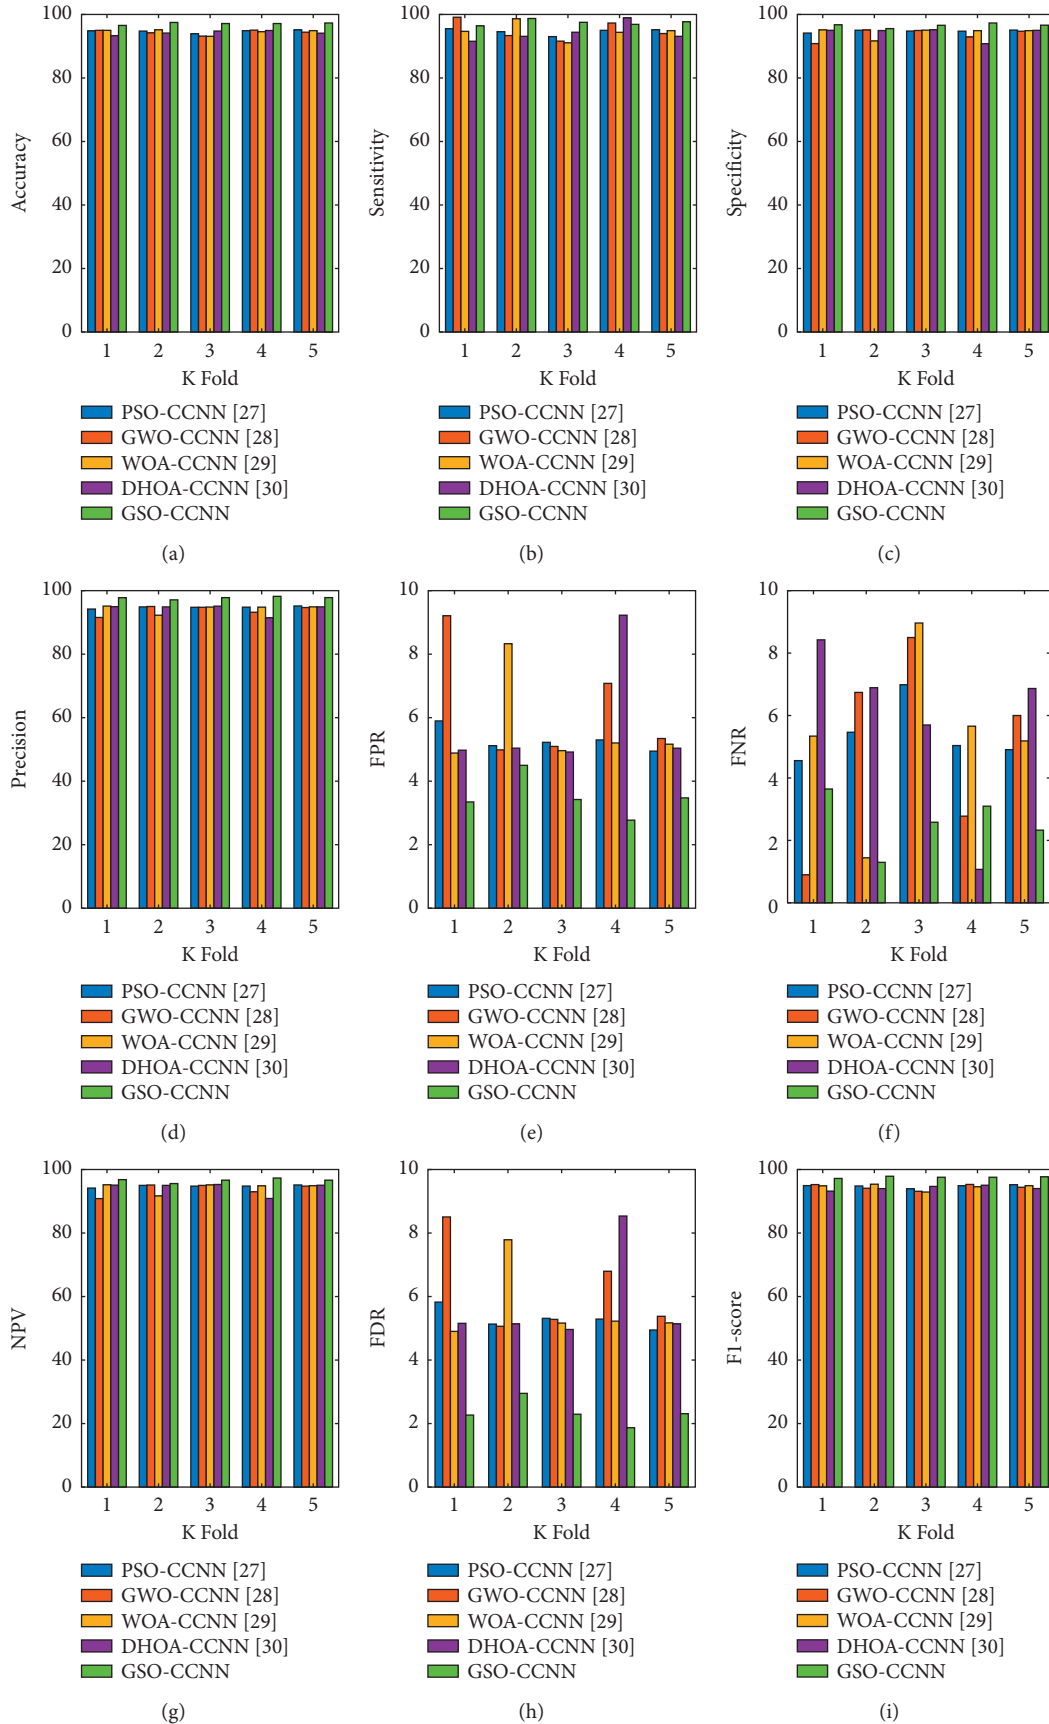 100
80
60
40
20
0
Accuracy
1 2 3 4 5
K Fold
PSO-CCNN [27]
GWO-CCNN [28]
WOA-CCNN [29]
DHOA-CCNN [30]
GSO-CCNN
(a)
100
80
60
40
20
0
Sensitivity
1 2 3 4 5
K Fold
PSO-CCNN [27]
GWO-CCNN [28]
WOA-CCNN [29]
DHOA-CCNN [30]
GSO-CCNN
(b)
100
80
60
40
20
0
Specificity
1 2 3 4 5
K Fold
PSO-CCNN [27]
GWO-CCNN [28]
WOA-CCNN [29]
DHOA-CCNN [30]
GSO-CCNN
(c)
100
80
60
40
20
0
Precision
1 2 3 4 5
K Fold
PSO-CCNN [27]
GWO-CCNN [28]
WOA-CCNN [29]
DHOA-CCNN [30]
GSO-CCNN
(d)
10
8
6
4
2
0
FPR
1 2 3 4 5
K Fold
PSO-CCNN [27]
GWO-CCNN [28]
WOA-CCNN [29]
DHOA-CCNN [30]
GSO-CCNN
(e)
10
8
6
4
2
0
FNR
1 2 3 4 5
K Fold
PSO-CCNN [27]
GWO-CCNN [28]
WOA-CCNN [29]
DHOA-CCNN [30]
GSO-CCNN
(f)
100
80
60
40
20
0
NPV
1 2 3 4 5
K Fold
PSO-CCNN [27]
GWO-CCNN [28]
WOA-CCNN [29]
DHOA-CCNN [30]
GSO-CCNN
(g)
10
8
6
4
2
0
FDR
1 2 3 4 5
K Fold
PSO-CCNN [27]
GWO-CCNN [28]
WOA-CCNN [29]
DHOA-CCNN [30]
GSO-CCNN
(h)
100
80
60
40
20
0
F1-score
1 2 3 4 5
K Fold
PSO-CCNN [27]
GWO-CCNN [28]
WOA-CCNN [29]
DHOA-CCNN [30]
GSO-CCNN
(i)